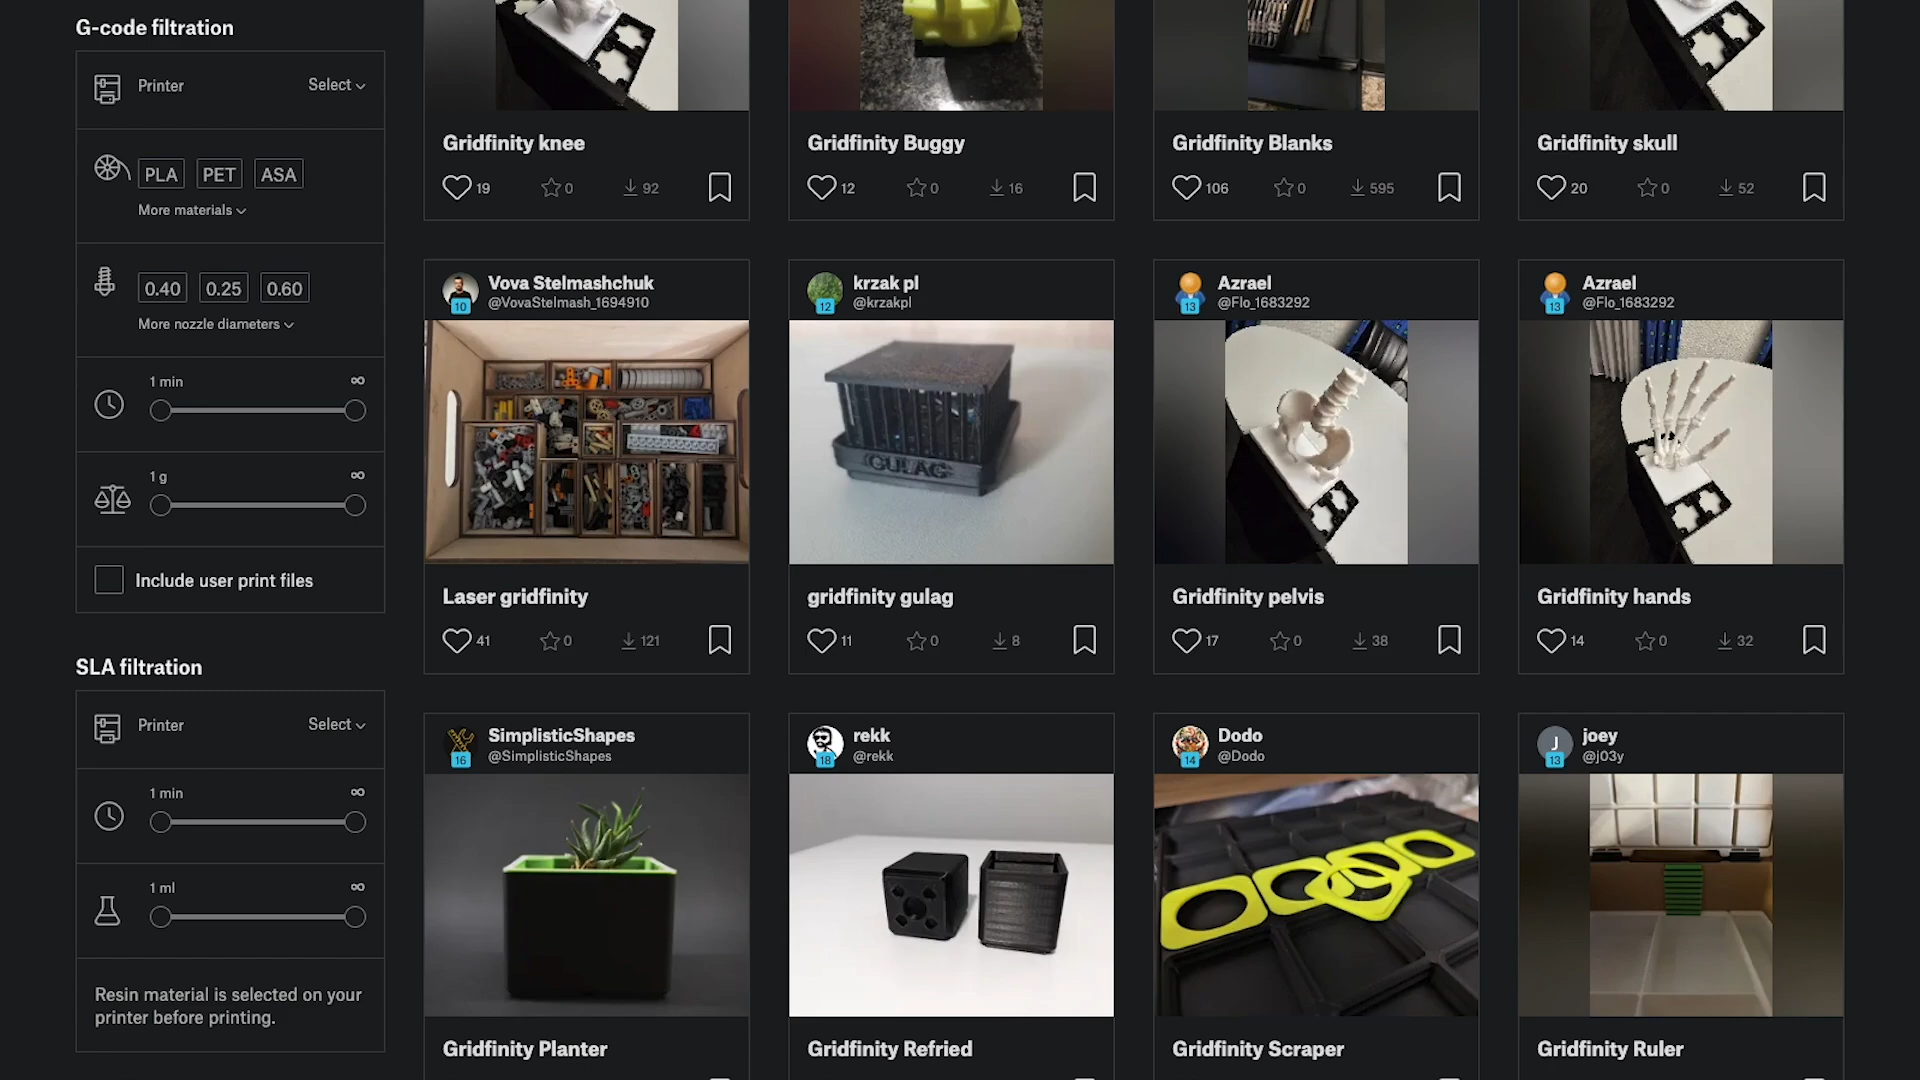 G-code filtration
Printer
Select
PLA
PET
ASA
More materials
0.40
0.25
0.60
More nozzle diameters
1 min
∞
1 g
∞
Include user print files
SLA filtration
Printer
Select
1 min
∞
1 ml
∞
Resin material is selected on your
printer before printing.
Gridfinity knee
19
0
92
Gridfinity Buggy
12
0
16
Gridfinity Blanks
106
0
595
Gridfinity skull
20
0
52
Vova Stelmashchuk
@VovaStelmash_1694910
10
Laser gridfinity
41
0
121
krzak pl
@krzakpl
12
GULAG
gridfinity gulag
11
0
8
Azrael
@Flo_1683292
13
Gridfinity pelvis
17
0
38
Azrael
@Flo_1683292
13
Gridfinity hands
14
0
32
SimplisticShapes
@SimplisticShapes
16
Gridfinity Planter
rekk
@rekk
18
Gridfinity Refried
Dodo
@Dodo
14
Gridfinity Scraper
J
joey
@j03y
13
Gridfinity Ruler